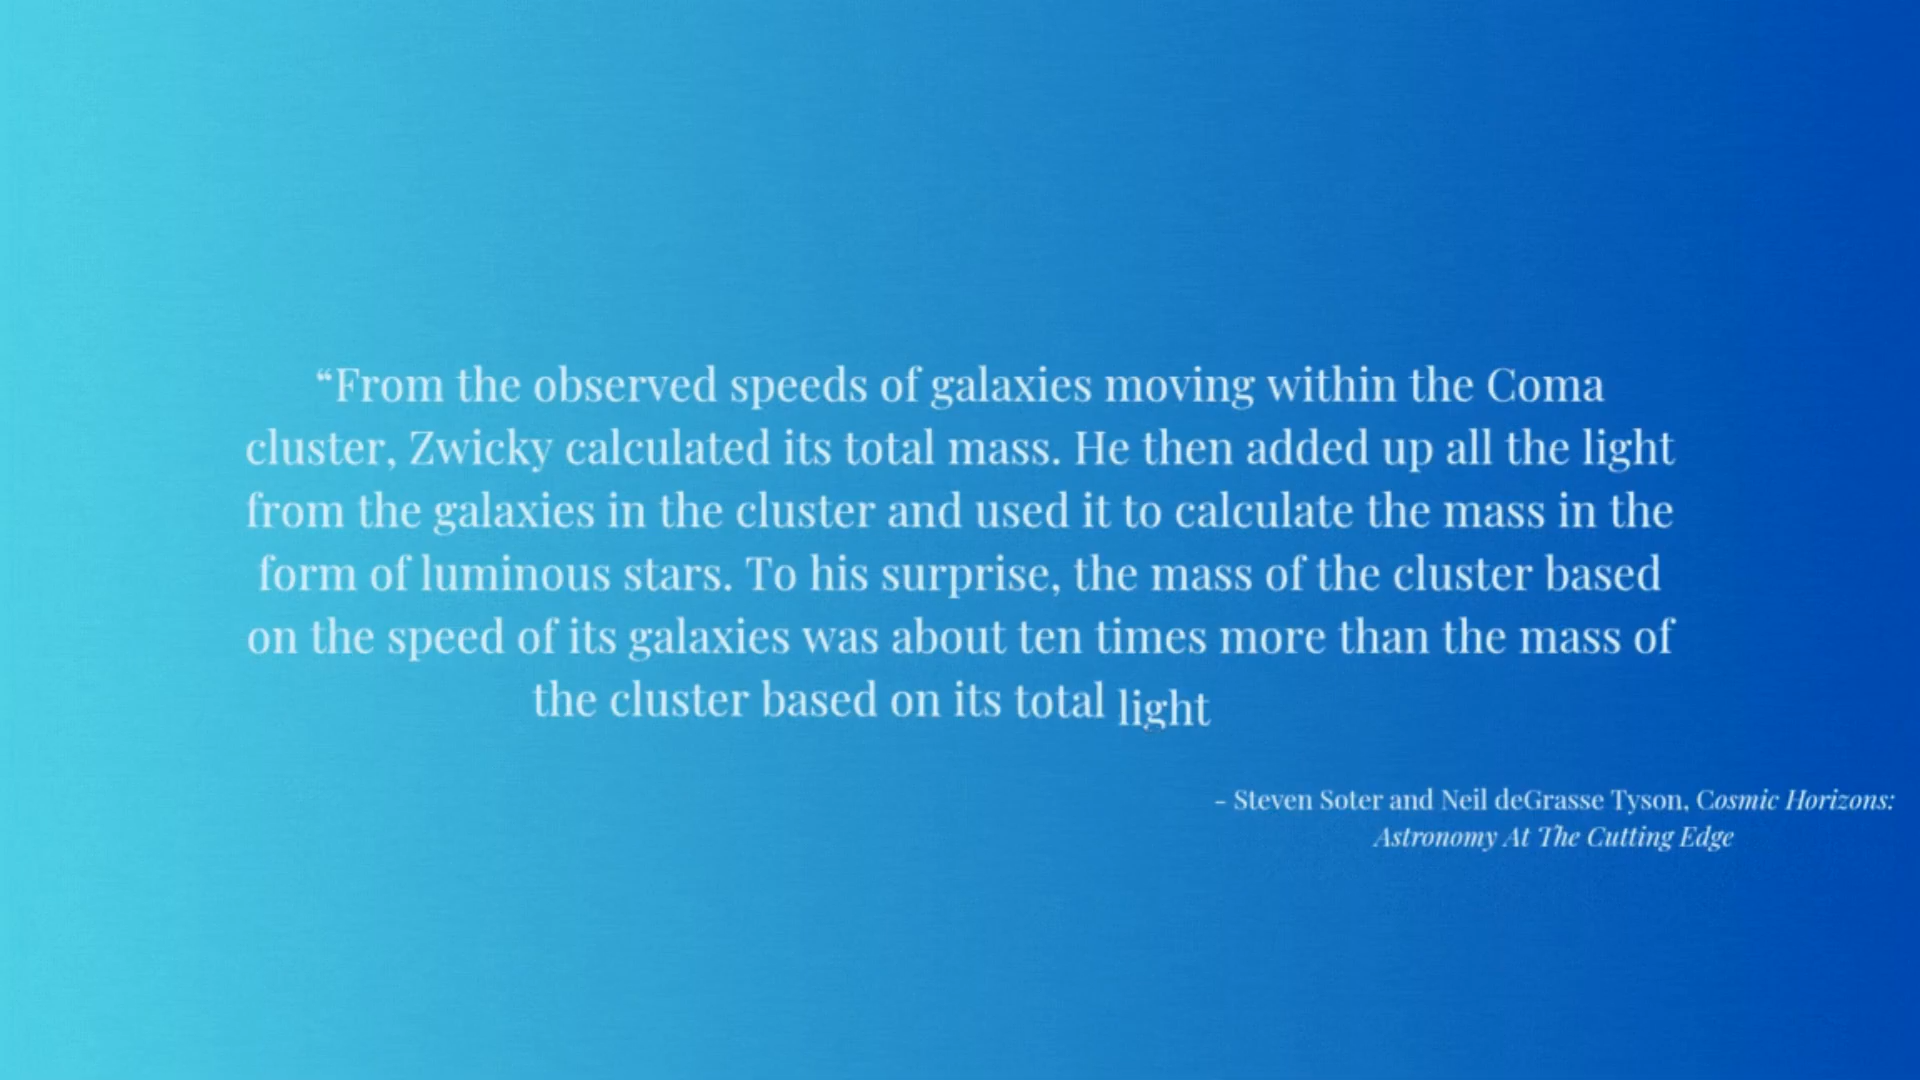 “From the observed speeds of galaxies moving within the Coma
cluster, Zwicky calculated its total mass. He then added up all the light
from the galaxies in the cluster and used it to calculate the mass in the
form of luminous stars. To his surprise, the mass of the cluster based
on the speed of its galaxies was about ten times more than the mass of
the cluster based on its total light
– Steven Soter and Neil deGrasse Tyson, Cosmic Horizons:
Astronomy At The Cutting Edge